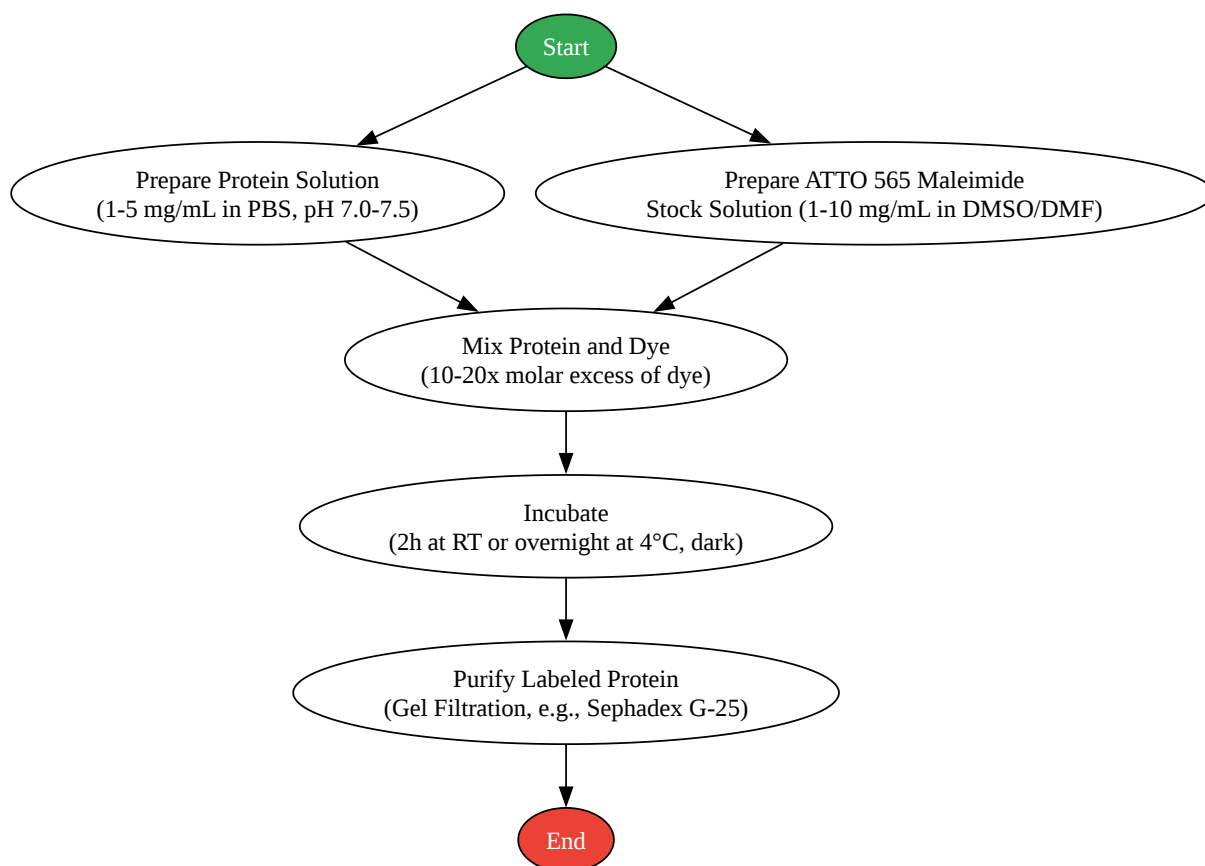 Start
Prepare Protein Solution
(1-5 mg/mL in PBS, pH 7.0-7.5)
Prepare ATTO 565 Maleimide
Stock Solution (1-10 mg/mL in DMSO/DMF)
Mix Protein and Dye
(10-20x molar excess of dye)
Incubate
(2h at RT or overnight at 4°C, dark)
Purify Labeled Protein
(Gel Filtration, e.g., Sephadex G-25)
End